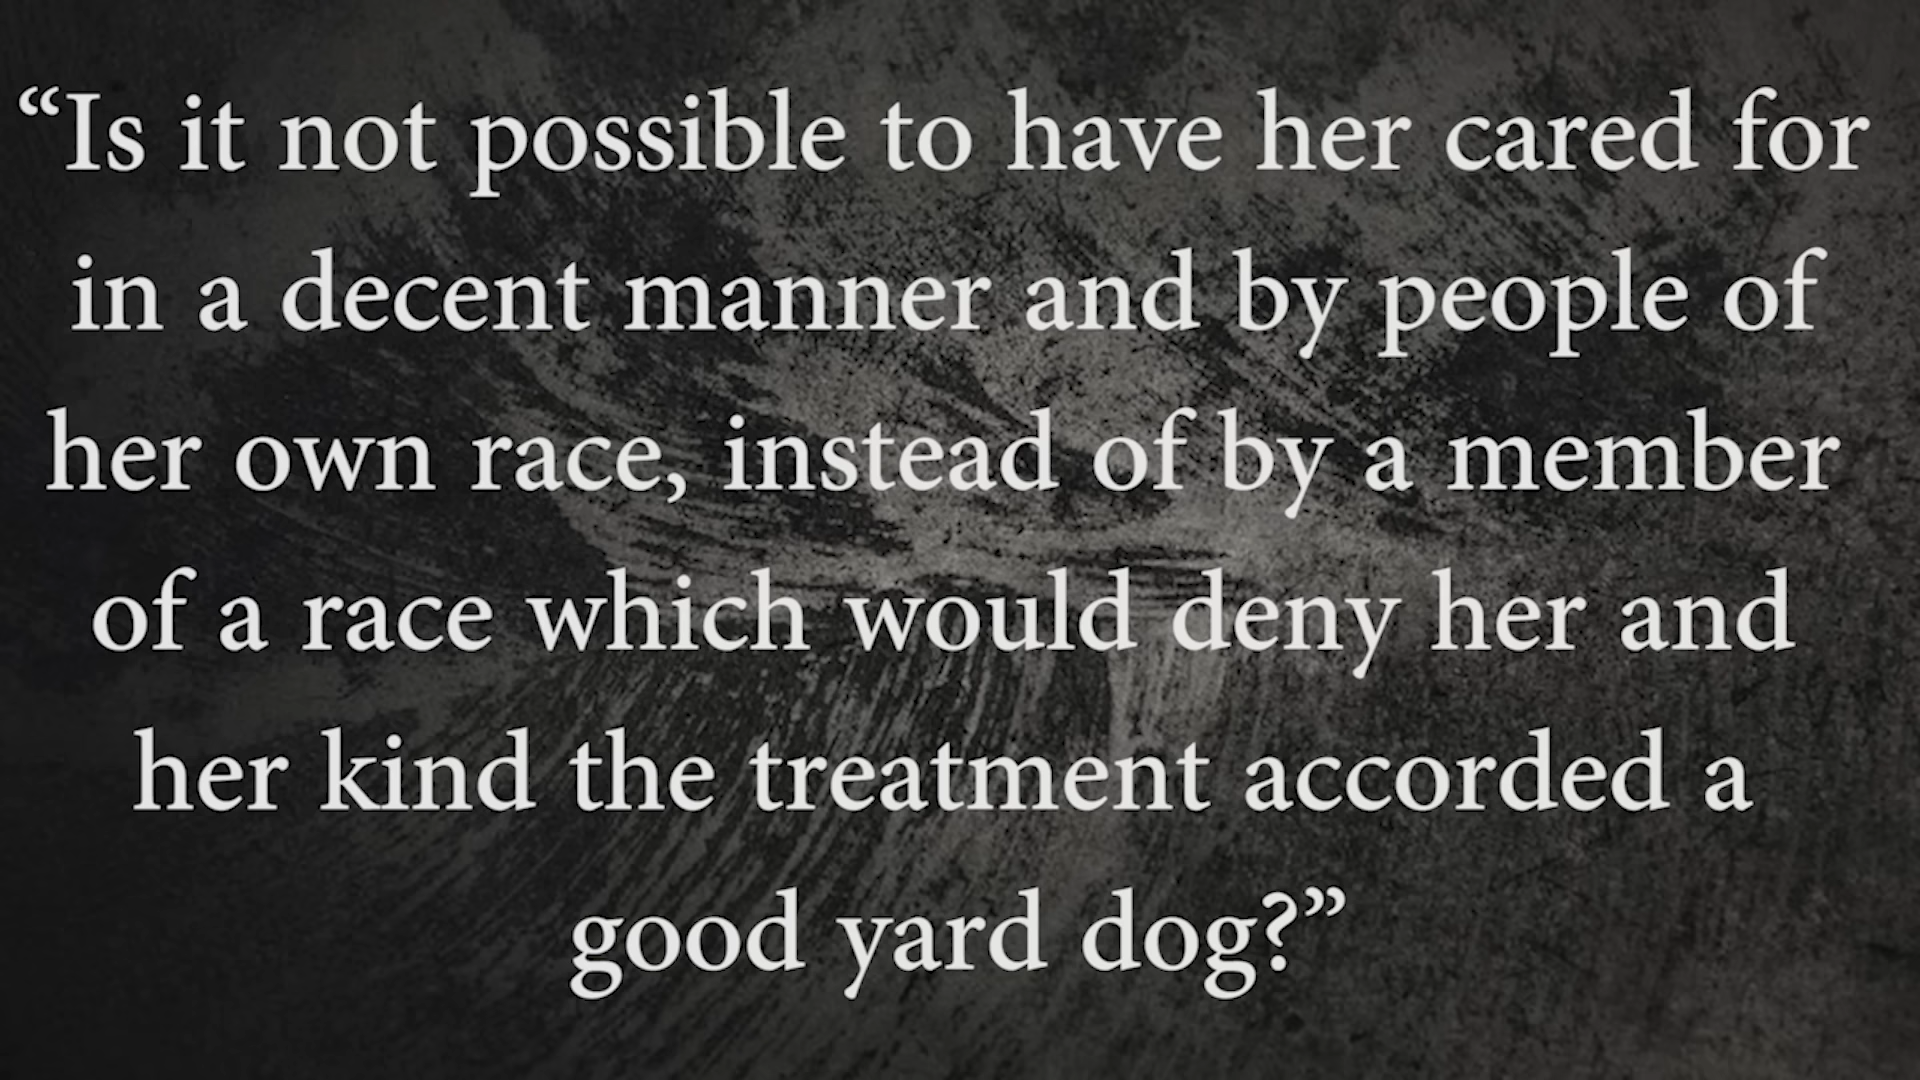 “Is it not possible to have her cared for
in a decent manner and by people of
her own race, instead of by a member
of a race which would deny her and
her kind the treatment accorded a
good yard dog?”